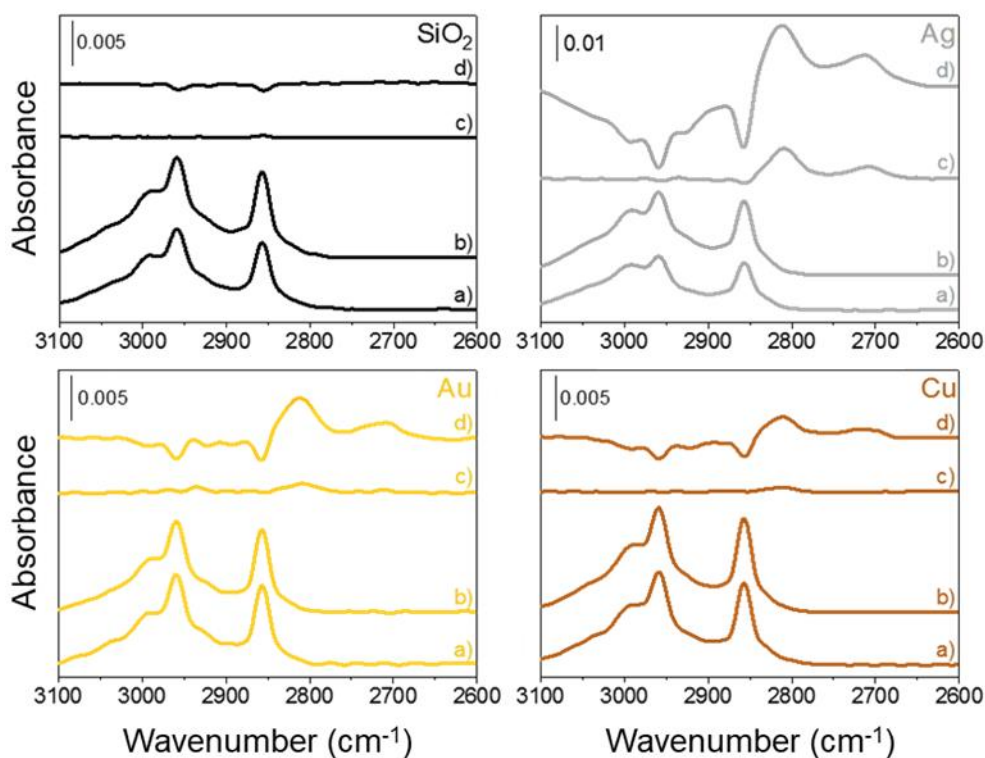 0.005
SiO₂
d)
c)
b)
a)
3100 3000 2900 2800 2700 2600
0.01
Ag
d)
c)
b)
a)
3100 3000 2900 2800 2700 2600
Absorbance
0.005
Au
d)
c)
b)
a)
3100 3000 2900 2800 2700 2600
0.005
Cu
d)
c)
b)
a)
3100 3000 2900 2800 2700 2600
Absorbance
Wavenumber (cm⁻¹)
Wavenumber (cm⁻¹)